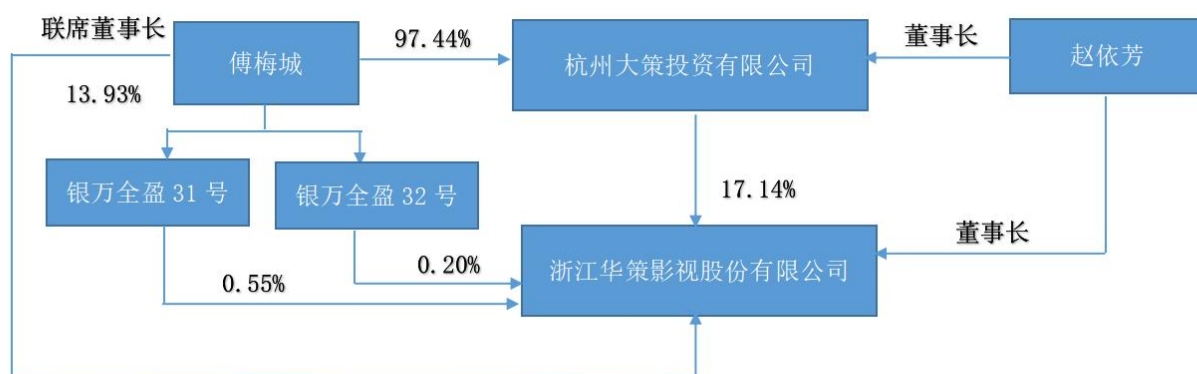 联席董事长
13.93%
傅梅城
97.44%
杭州大策投资有限公司
董事长
赵依芳
银万全盈 31 号
银万全盈 32 号
17.14%
董事长
0.55%
0.20%
浙江华策影视股份有限公司